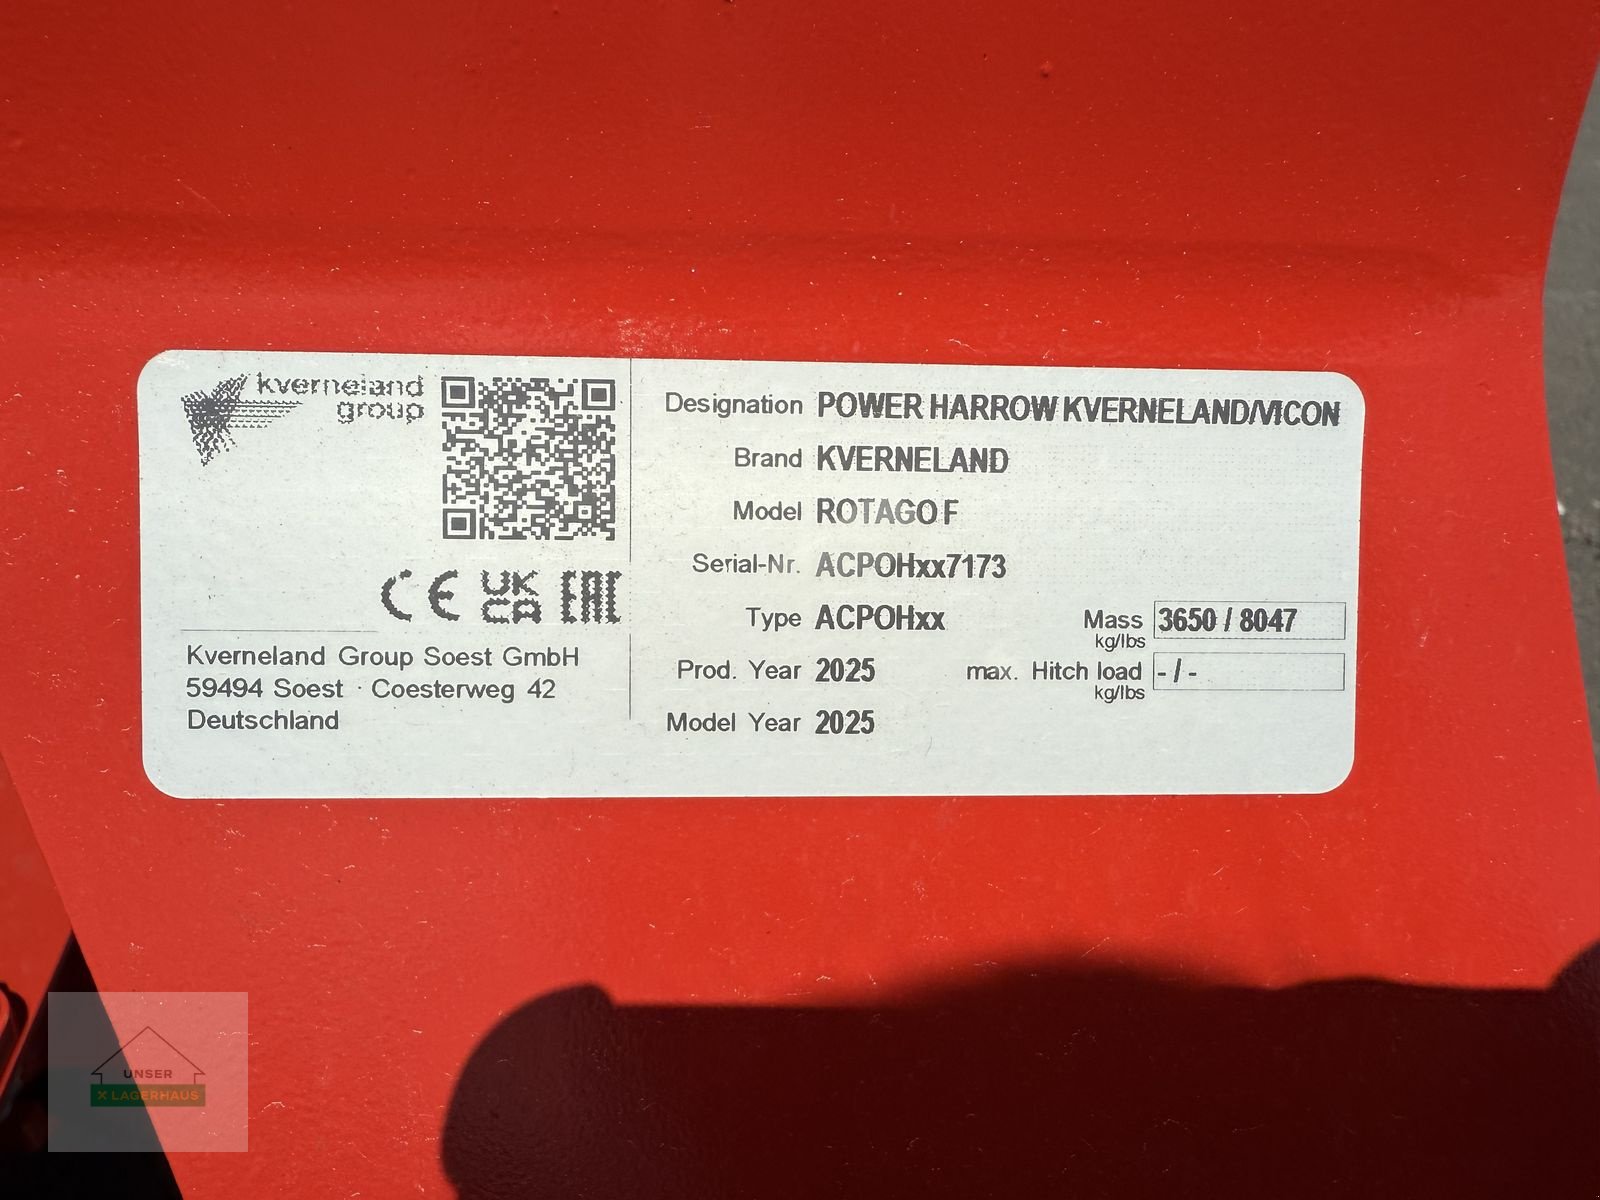 kverneland
group
CE UK CA EAC
Kverneland Group Soest GmbH
59494 Soest · Coesterweg 42
Deutschland
Designation POWER HARROW KVERNELAND/VICON
Brand KVERNELAND
Model ROTAGO F
Serial-Nr. ACPOHxx7173
Type ACPOHxx
Mass kg/lbs 3650 / 8047
Prod. Year 2025
max. Hitch load kg/lbs - / -
Model Year 2025
UNSER
X LAGERHAUS